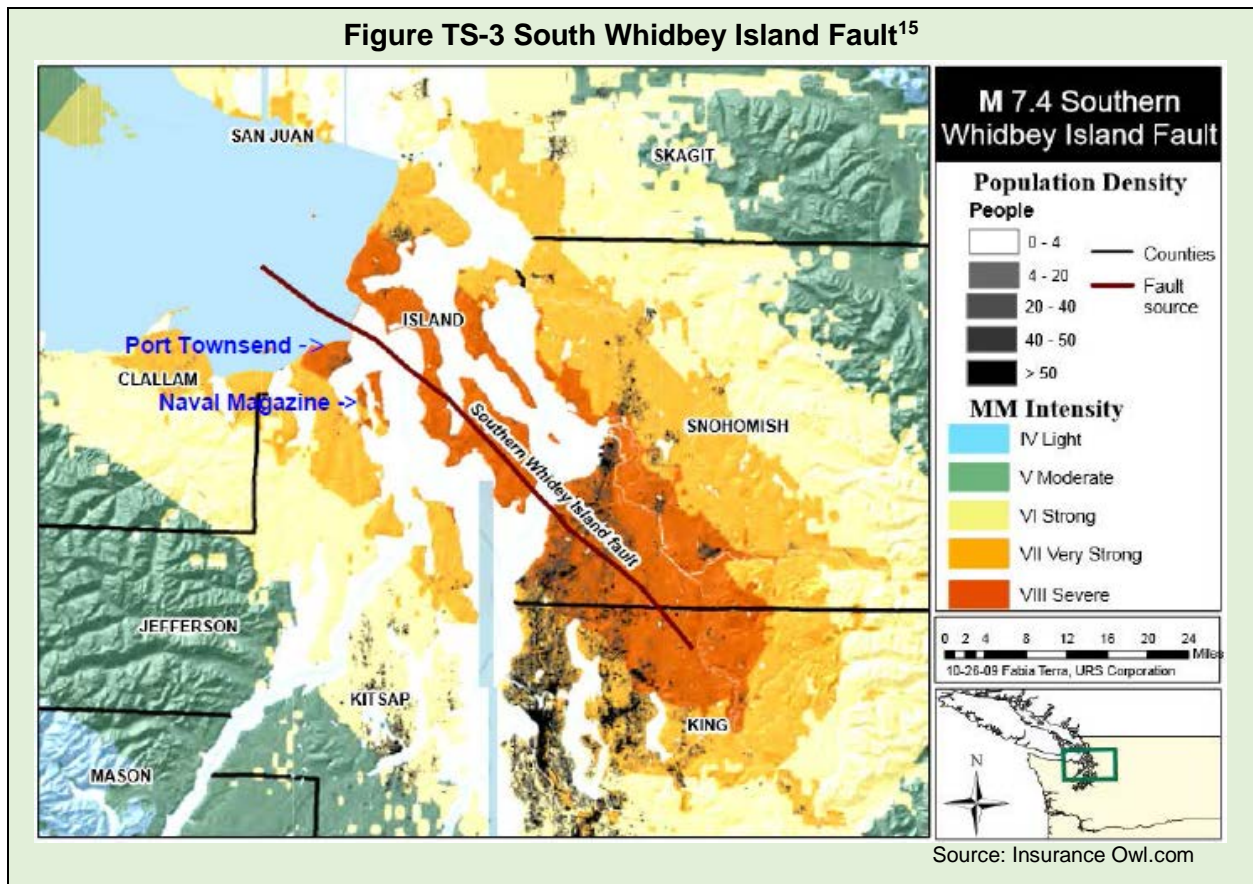 Figure TS-3 South Whidbey Island Fault15
SAN JUAN
SKAGIT
ISLAND
Port Townsend ->
CLALLAM
Naval Magazine ->
SNOHOMISH
Southern Whidey Island fault
JEFFERSON
KITSAP
KING
MASON
M 7.4 Southern
Whidbey Island Fault
Population Density
People
0 - 4
4 - 20
20 - 40
40 - 50
> 50
Counties
Fault
source
MM Intensity
IV Light
V Moderate
VI Strong
VII Very Strong
VIII Severe
0 2 4 8 12 16 20 24
Miles
10-26-09 Fabia Terra, URS Corporation
N
Source: Insurance Owl.com